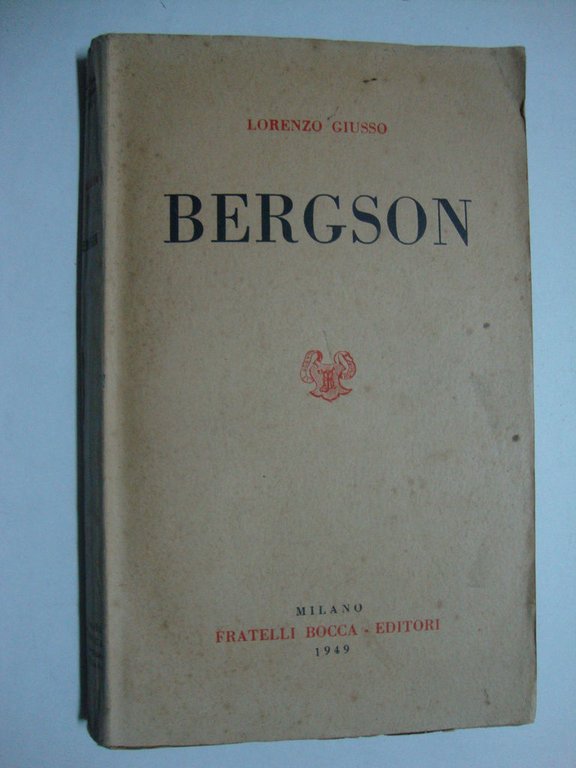 LORENZO GIUSSO
BERGSON
MILANO
FRATELLI BOCCA - EDITORI
1949